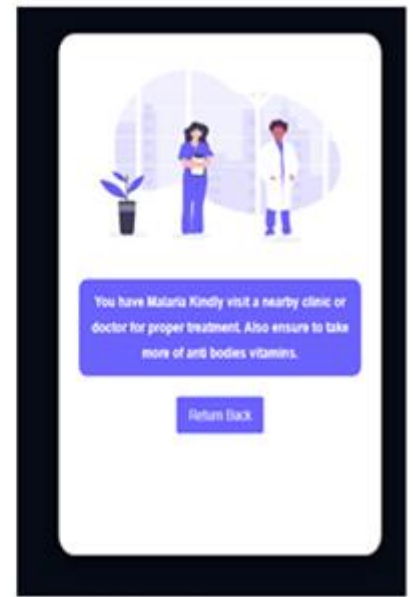 You have Malaria Kindly visit a nearby clinic or
doctor for proper treatment. Also ensure to take
more of anti bodies vitamins.
Return Back